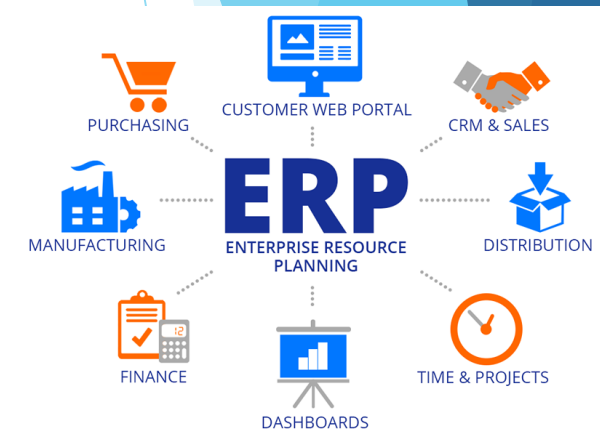 CUSTOMER WEB PORTAL
PURCHASING
CRM & SALES
ERP
ENTERPRISE RESOURCE
PLANNING
MANUFACTURING
DISTRIBUTION
12
FINANCE
TIME & PROJECTS
DASHBOARDS